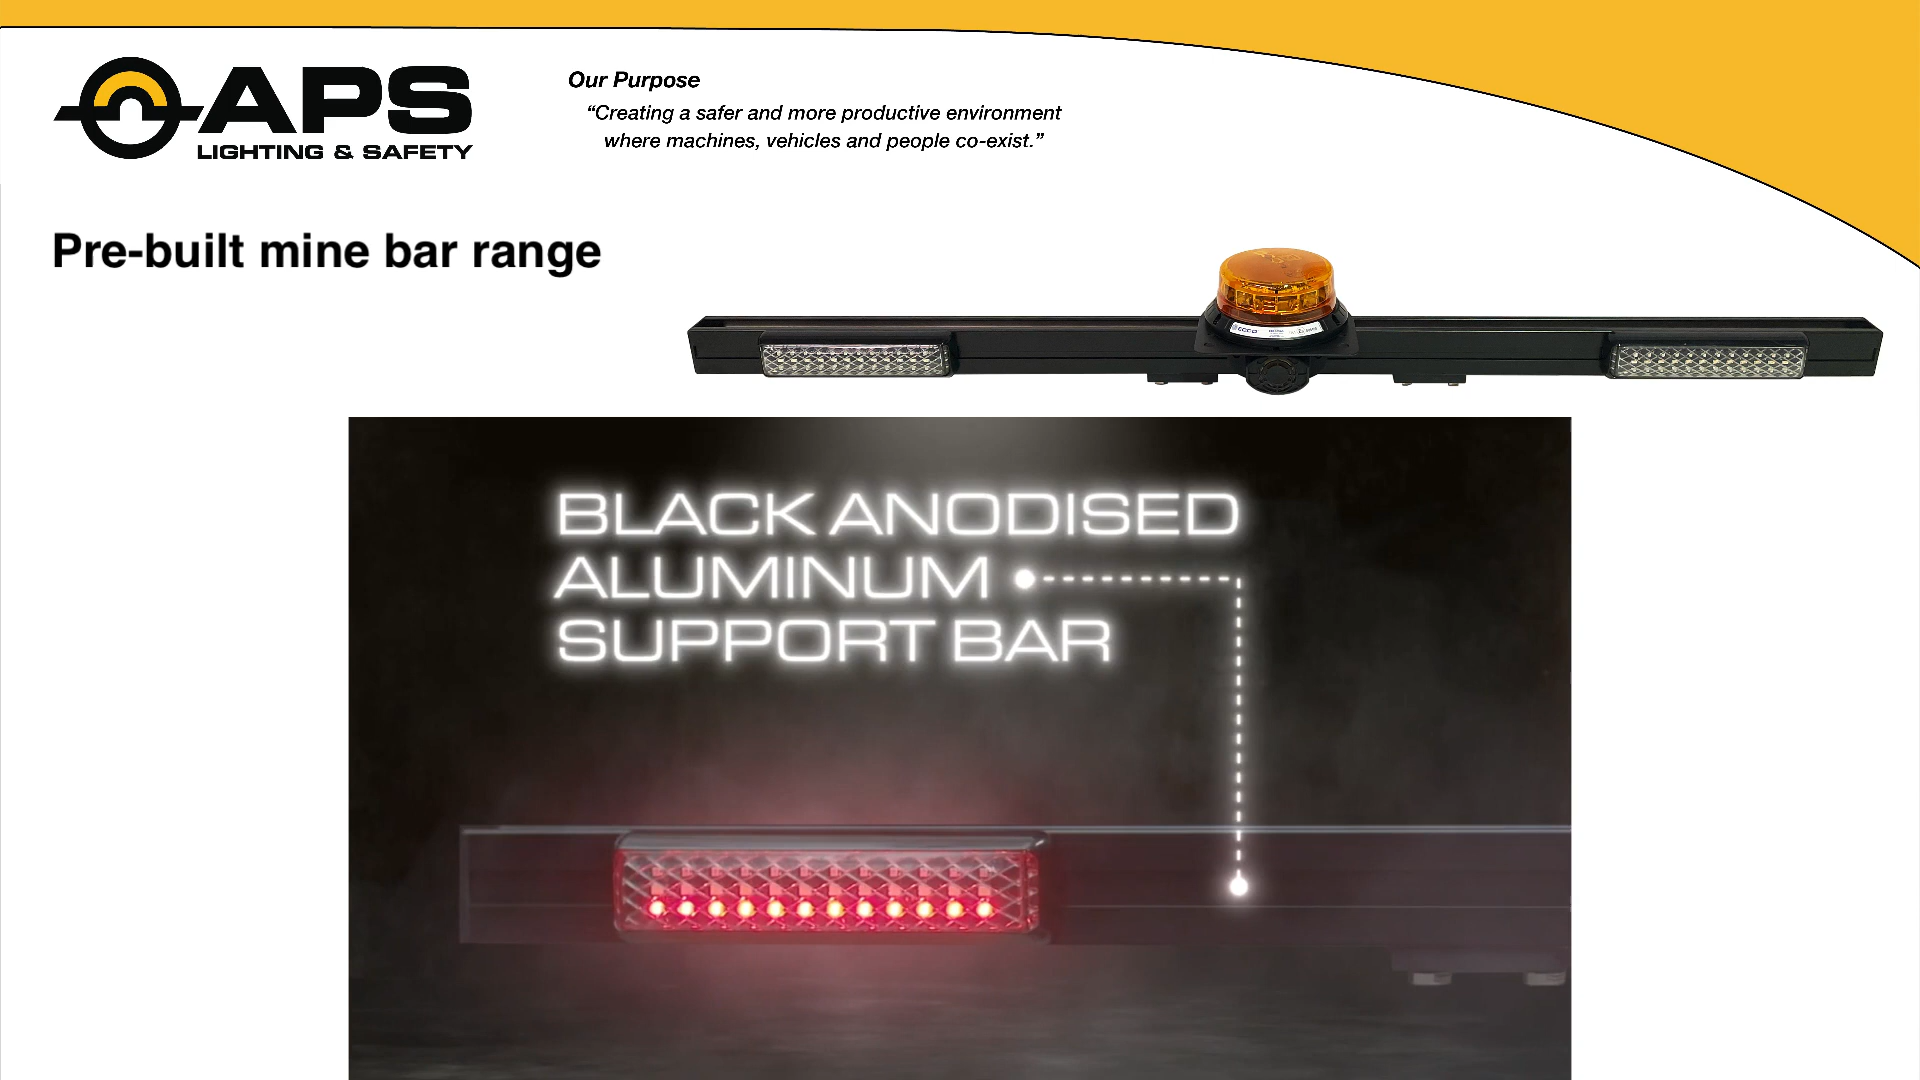 APS
LIGHTING & SAFETY
Our Purpose
“Creating a safer and more productive environment
where machines, vehicles and people co-exist.”
Pre-built mine bar range
BLACK ANODISED
ALUMINUM
SUPPORT BAR